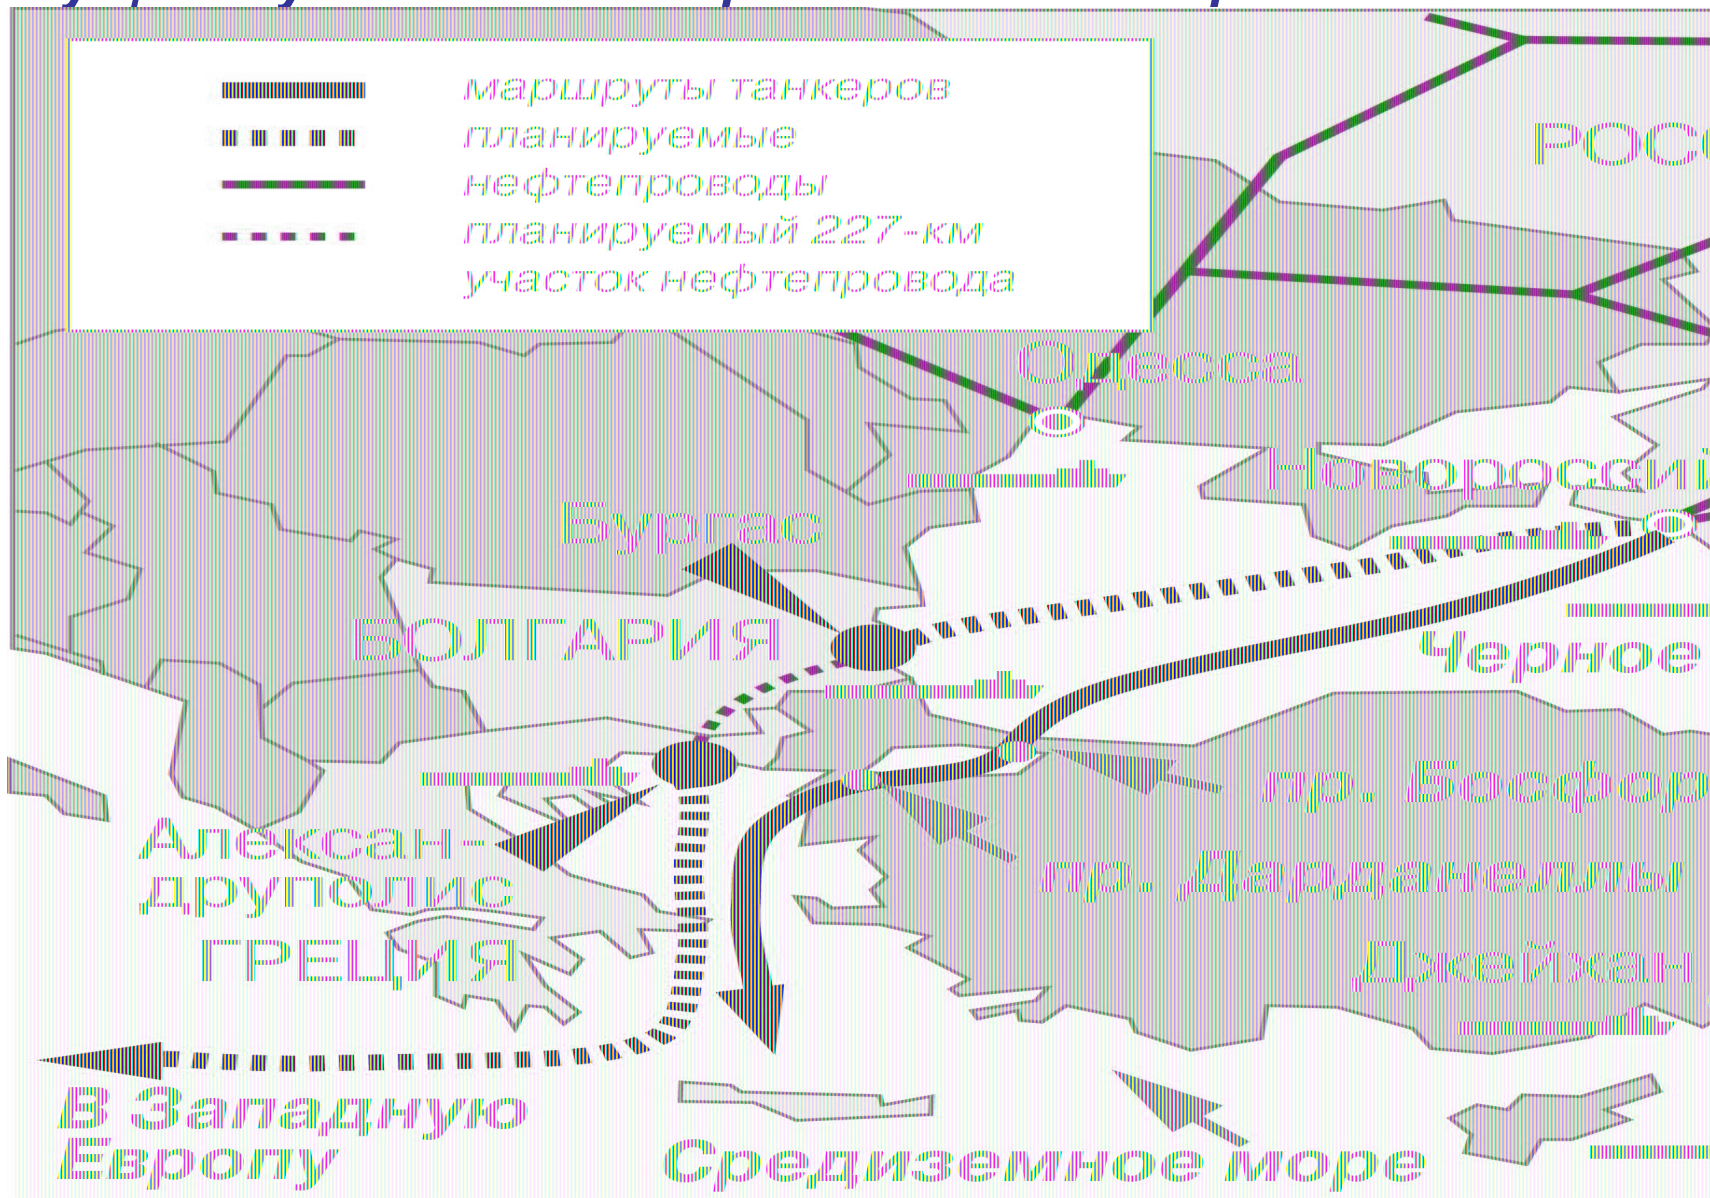 маршруты танкеров
планируемые
нефтепроводы
планируемый 227-км
участок нефтепровода
РОСС
Одесса
Новороссий
Бургас
БОЛГАРИЯ
Черное
пр. Босфор
Алексан-
друполис
пр. Дарданеллы
ГРЕЦИЯ
Джейхан
В Западную
Европу
Средиземное море